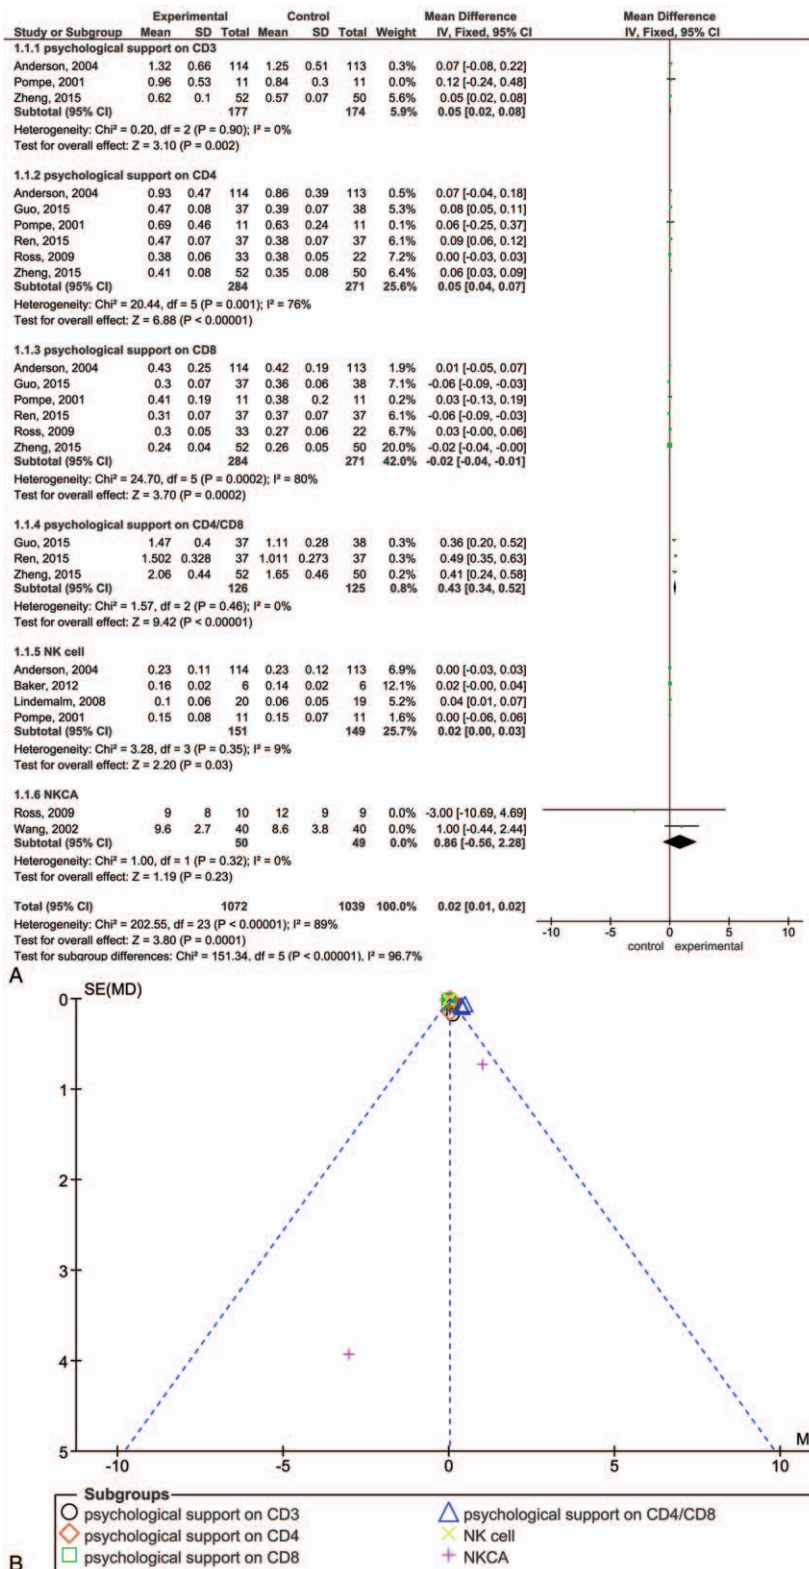 Experimental Control Mean Difference Mean Difference
Study or Subgroup Mean SD Total Mean SD Total Weight IV, Fixed, 95% CI IV, Fixed, 95% CI
1.1.1 psychological support on CD3
Anderson, 2004 1.32 0.66 114 1.25 0.51 113 0.3% 0.07 [-0.08, 0.22]
Pompe, 2001 0.96 0.53 11 0.84 0.3 11 0.0% 0.12 [-0.24, 0.48]
Zheng, 2015 0.62 0.1 52 0.57 0.07 50 5.6% 0.05 [0.02, 0.08]
Subtotal (95% CI) 177 174 5.9% 0.05 [0.02, 0.08]
Heterogeneity: Chi² = 0.20, df = 2 (P = 0.90); I² = 0%
Test for overall effect: Z = 3.10 (P = 0.002)
1.1.2 psychological support on CD4
Anderson, 2004 0.93 0.47 114 0.86 0.39 113 0.5% 0.07 [-0.04, 0.18]
Guo, 2015 0.47 0.08 37 0.39 0.07 38 5.3% 0.08 [0.05, 0.11]
Pompe, 2001 0.69 0.46 11 0.63 0.24 11 0.1% 0.06 [-0.25, 0.37]
Ren, 2015 0.47 0.07 37 0.38 0.07 37 6.1% 0.09 [0.06, 0.12]
Ross, 2009 0.38 0.06 33 0.38 0.05 22 7.2% 0.00 [-0.03, 0.03]
Zheng, 2015 0.41 0.08 52 0.35 0.08 50 6.4% 0.06 [0.03, 0.09]
Subtotal (95% CI) 284 271 25.6% 0.05 [0.04, 0.07]
Heterogeneity: Chi² = 20.44, df = 5 (P = 0.001); I² = 76%
Test for overall effect: Z = 6.88 (P < 0.00001)
1.1.3 psychological support on CD8
Anderson, 2004 0.43 0.25 114 0.42 0.19 113 1.9% 0.01 [-0.05, 0.07]
Guo, 2015 0.3 0.07 37 0.36 0.06 38 7.1% -0.06 [-0.09, -0.03]
Pompe, 2001 0.41 0.19 11 0.38 0.2 11 0.2% 0.03 [-0.13, 0.19]
Ren, 2015 0.31 0.07 37 0.37 0.07 37 6.1% -0.06 [-0.09, -0.03]
Ross, 2009 0.3 0.05 33 0.27 0.06 22 6.7% 0.03 [-0.00, 0.06]
Zheng, 2015 0.24 0.04 52 0.26 0.05 50 20.0% -0.02 [-0.04, -0.00]
Subtotal (95% CI) 284 271 42.0% -0.02 [-0.04, -0.01]
Heterogeneity: Chi² = 24.70, df = 5 (P = 0.0002); I² = 80%
Test for overall effect: Z = 3.70 (P = 0.0002)
1.1.4 psychological support on CD4/CD8
Guo, 2015 1.47 0.4 37 1.11 0.28 38 0.3% 0.36 [0.20, 0.52]
Ren, 2015 1.502 0.328 37 1.011 0.273 37 0.3% 0.49 [0.35, 0.63]
Zheng, 2015 2.06 0.44 52 1.65 0.46 50 0.2% 0.41 [0.24, 0.58]
Subtotal (95% CI) 126 125 0.8% 0.43 [0.34, 0.52]
Heterogeneity: Chi² = 1.57, df = 2 (P = 0.46); I² = 0%
Test for overall effect: Z = 9.42 (P < 0.00001)
1.1.5 NK cell
Anderson, 2004 0.23 0.11 114 0.23 0.12 113 6.9% 0.00 [-0.03, 0.03]
Baker, 2012 0.16 0.02 6 0.14 0.02 6 12.1% 0.02 [-0.00, 0.04]
Lindemalm, 2008 0.1 0.06 20 0.06 0.05 19 5.2% 0.04 [0.01, 0.07]
Pompe, 2001 0.15 0.08 11 0.15 0.07 11 1.6% 0.00 [-0.06, 0.06]
Subtotal (95% CI) 151 149 25.7% 0.02 [0.00, 0.03]
Heterogeneity: Chi² = 3.28, df = 3 (P = 0.35); I² = 9%
Test for overall effect: Z = 2.20 (P = 0.03)
1.1.6 NKCA
Ross, 2009 9 8 10 12 9 9 0.0% -3.00 [-10.69, 4.69]
Wang, 2002 9.6 2.7 40 8.6 3.8 40 0.0% 1.00 [-0.44, 2.44]
Subtotal (95% CI) 50 49 0.0% 0.86 [-0.56, 2.28]
Heterogeneity: Chi² = 1.00, df = 1 (P = 0.32); I² = 0%
Test for overall effect: Z = 1.19 (P = 0.23)
Total (95% CI) 1072 1039 100.0% 0.02 [0.01, 0.02]
Heterogeneity: Chi² = 202.55, df = 23 (P < 0.00001); I² = 89%
Test for overall effect: Z = 3.80 (P = 0.0001)
Test for subgroup differences: Chi² = 151.34, df = 5 (P < 0.00001), I² = 96.7%
-10 -5 0 5 10
control experimental
A
SE(MD)
0
1
2
3
4
5
-10 -5 0 5 10
M
Subgroups
psychological support on CD3
psychological support on CD4
psychological support on CD8
psychological support on CD4/CD8
NK cell
NKCA
B